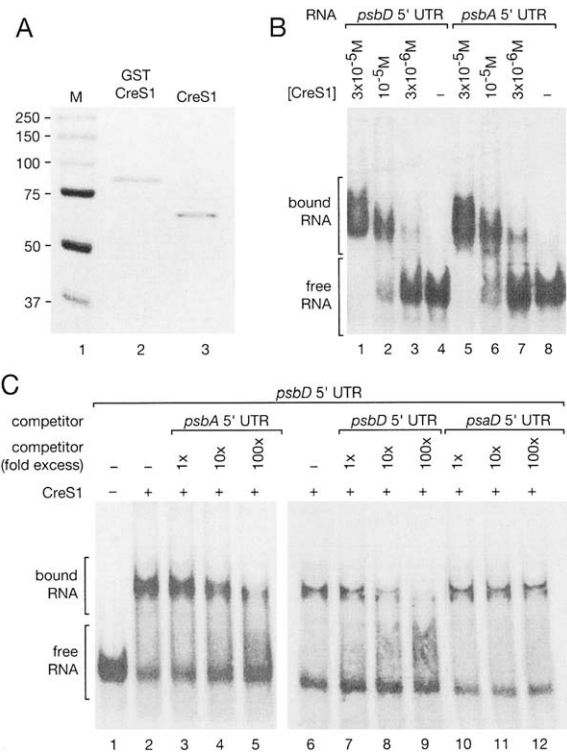 A
GST
CreS1
M
CreS1
250
150
100
75
50
37
1 2 3
B
RNA psbD 5' UTR psbA 5' UTR
[CreS1] 3x10-5M 10-5M 3x10-6M – 3x10-5M 10-5M 3x10-6M –
bound
RNA
free
RNA
1 2 3 4 5 6 7 8
C
psbD 5' UTR
competitor psbA 5' UTR psbD 5' UTR psaD 5' UTR
competitor
(fold excess) – – 1x 10x 100x – 1x 10x 100x 1x 10x 100x
CreS1 – + + + + + + + + + + +
bound
RNA
free
RNA
1 2 3 4 5 6 7 8 9 10 11 12